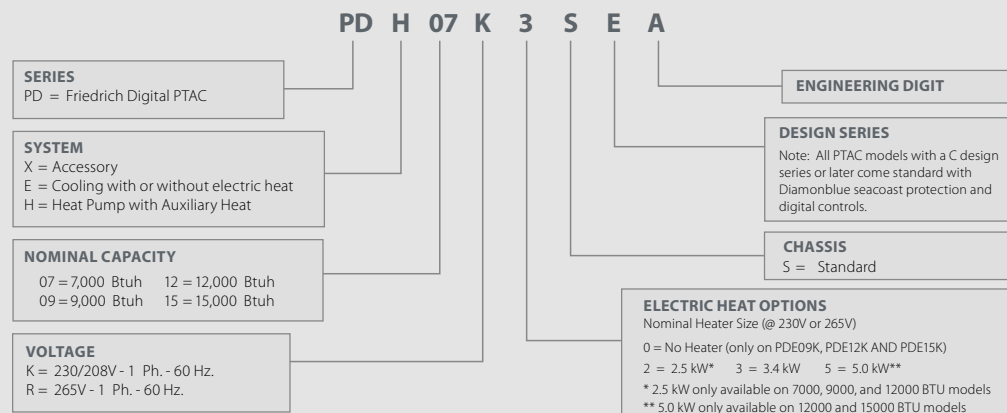 PD H 07 K 3 S E A
SERIES
PD = Friedrich Digital PTAC
SYSTEM
X = Accessory
E = Cooling with or without electric heat
H = Heat Pump with Auxiliary Heat
NOMINAL CAPACITY
07 = 7,000 Btuh 12 = 12,000 Btuh
09 = 9,000 Btuh 15 = 15,000 Btuh
VOLTAGE
K = 230/208V - 1 Ph. - 60 Hz.
R = 265V - 1 Ph. - 60 Hz.
ENGINEERING DIGIT
DESIGN SERIES
Note: All PTAC models with a C design
series or later come standard with
Diamonblue seacoast protection and
digital controls.
CHASSIS
S = Standard
ELECTRIC HEAT OPTIONS
Nominal Heater Size (@ 230V or 265V)
0 = No Heater (only on PDE09K, PDE12K AND PDE15K)
2 = 2.5 kW* 3 = 3.4 kW 5 = 5.0 kW**
* 2.5 kW only available on 7000, 9000, and 12000 BTU models
** 5.0 kW only available on 12000 and 15000 BTU models